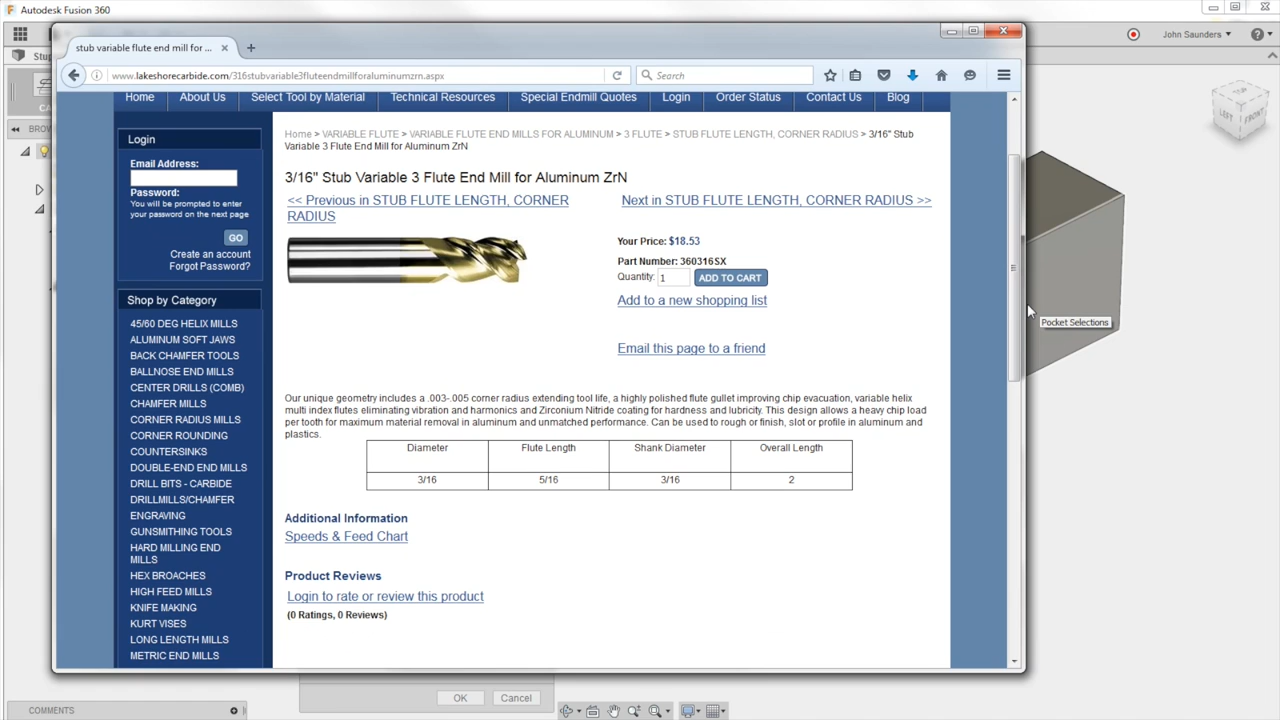 Autodesk Fusion 360
John Saunders
stub variable flute end mill for ...
www.lakeshorecarbide.com/316stubvariable3fluteendmillforaluminumzrn.aspx
Search
Home About Us Select Tool by Material Technical Resources Special Endmill Quotes Login Order Status Contact Us Blog
Login
Email Address:
Password:
You will be prompted to enter
your password on the next page
GO
Create an account
Forgot Password?
Shop by Category
45/60 DEG HELIX MILLS
ALUMINUM SOFT JAWS
BACK CHAMFER TOOLS
BALLNOSE END MILLS
CENTER DRILLS (COMB)
CHAMFER MILLS
CORNER RADIUS MILLS
CORNER ROUNDING
COUNTERSINKS
DOUBLE-END END MILLS
DRILL BITS - CARBIDE
DRILLMILLS/CHAMFER
ENGRAVING
GUNSMITHING TOOLS
HARD MILLING END
MILLS
HEX BROACHES
HIGH FEED MILLS
KNIFE MAKING
KURT VISES
LONG LENGTH MILLS
METRIC END MILLS
Home > VARIABLE FLUTE > VARIABLE FLUTE END MILLS FOR ALUMINUM > 3 FLUTE > STUB FLUTE LENGTH, CORNER RADIUS > 3/16" Stub
Variable 3 Flute End Mill for Aluminum ZrN
3/16" Stub Variable 3 Flute End Mill for Aluminum ZrN
<< Previous in STUB FLUTE LENGTH, CORNER
RADIUS
Next in STUB FLUTE LENGTH, CORNER RADIUS >>
Your Price: $18.53
Part Number: 360316SX
Quantity: 1 ADD TO CART
Add to a new shopping list
Email this page to a friend
Our unique geometry includes a .003-.005 corner radius extending tool life, a highly polished flute gullet improving chip evacuation, variable helix
multi index flutes eliminating vibration and harmonics and Zirconium Nitride coating for hardness and lubricity. This design allows a heavy chip load
per tooth for maximum material removal in aluminum and unmatched performance. Can be used to rough or finish, slot or profile in aluminum and
plastics.
Diameter Flute Length Shank Diameter Overall Length
3/16 5/16 3/16 2
Additional Information
Speeds & Feed Chart
Product Reviews
Login to rate or review this product
(0 Ratings, 0 Reviews)
Pocket Selections
LEFT
FRONT
OK Cancel
COMMENTS